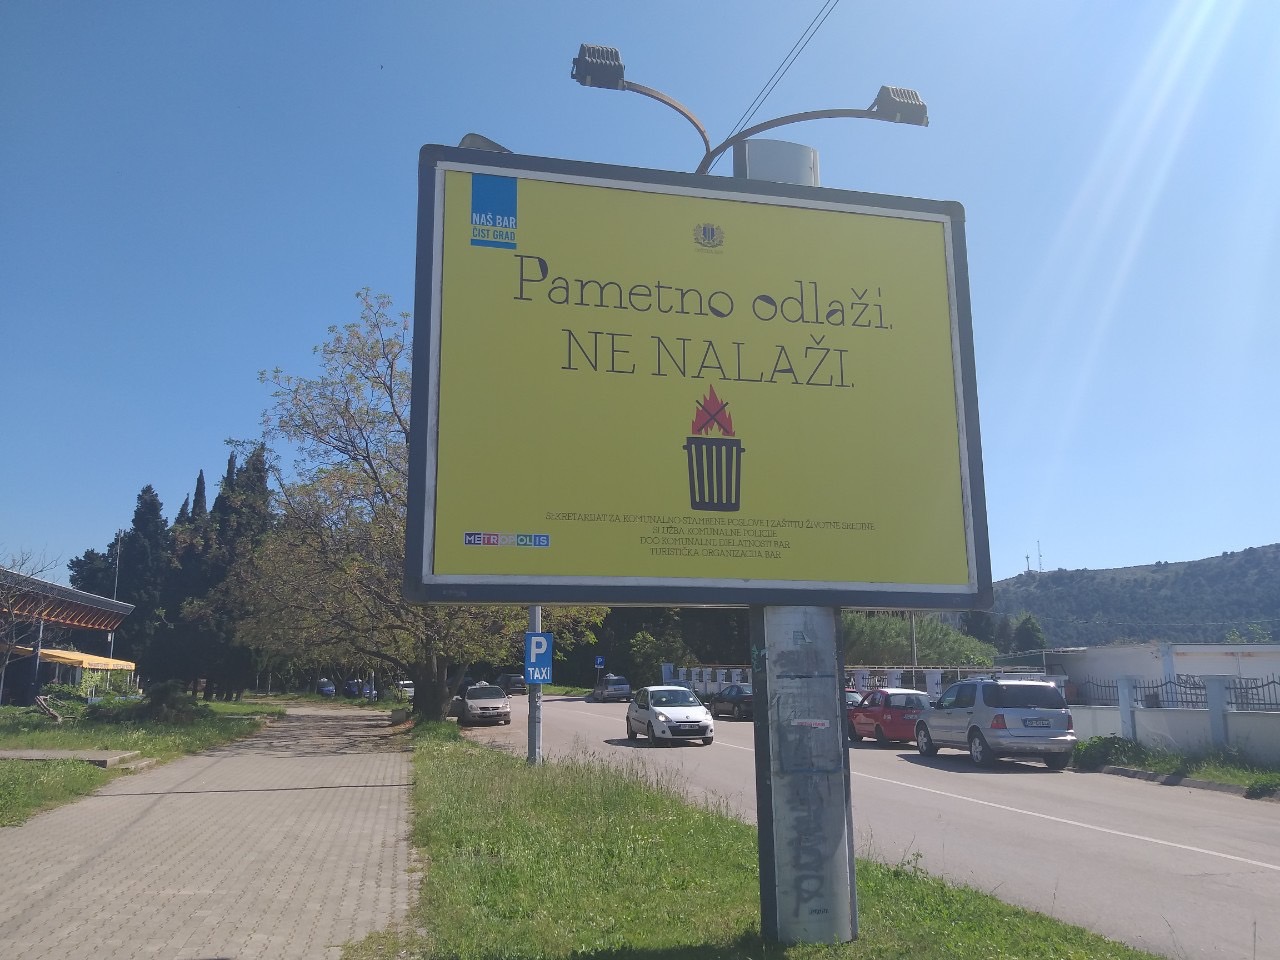 NAŠ BAR
ČIST GRAD
Pametno odlaži.
NE NALAŽI.
SEKRETARIJAT ZA KOMUNALNO-STAMBENE POSLOVE I ZAŠTITU ŽIVOTNE SREDINE
SLUŽBA KOMUNALNE POLICIJE
DOO KOMUNALNE DJELATNOSTI BAR
TURISTIČKA ORGANIZACIJA BAR
METROPOLIS
P
TAXI
P